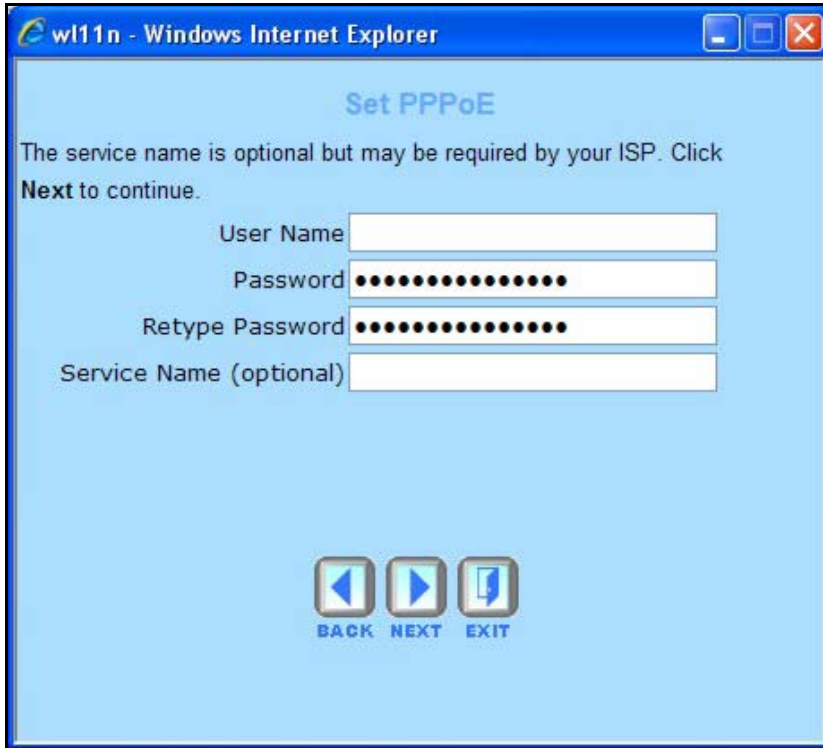 wl11n - Windows Internet Explorer
Set PPPoE
The service name is optional but may be required by your ISP. Click
Next to continue.
User Name
Password ●●●●●●●●●●●●●●●
Retype Password ●●●●●●●●●●●●●●●
Service Name (optional)
BACK NEXT EXIT